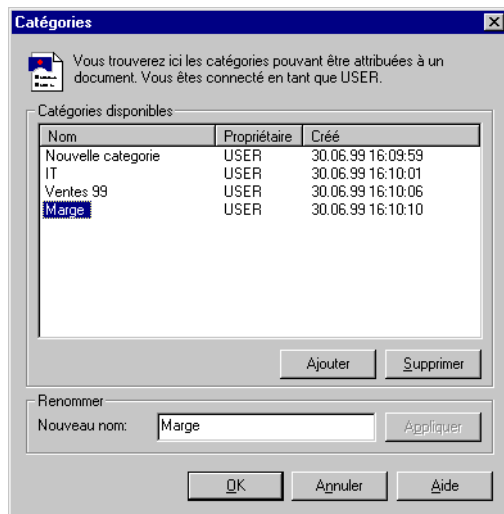 Catégories
Vous trouverez ici les catégories pouvant être attribuées à un
document. Vous êtes connecté en tant que USER.
Catégories disponibles
Nom Propriétaire Créé
Nouvelle categorie USER 30.06.99 16:09:59
IT USER 30.06.99 16:10:01
Ventes 99 USER 30.06.99 16:10:06
Marge USER 30.06.99 16:10:10
Ajouter Supprimer
Renommer
Nouveau nom: Marge Appliquer
OK Annuler Aide